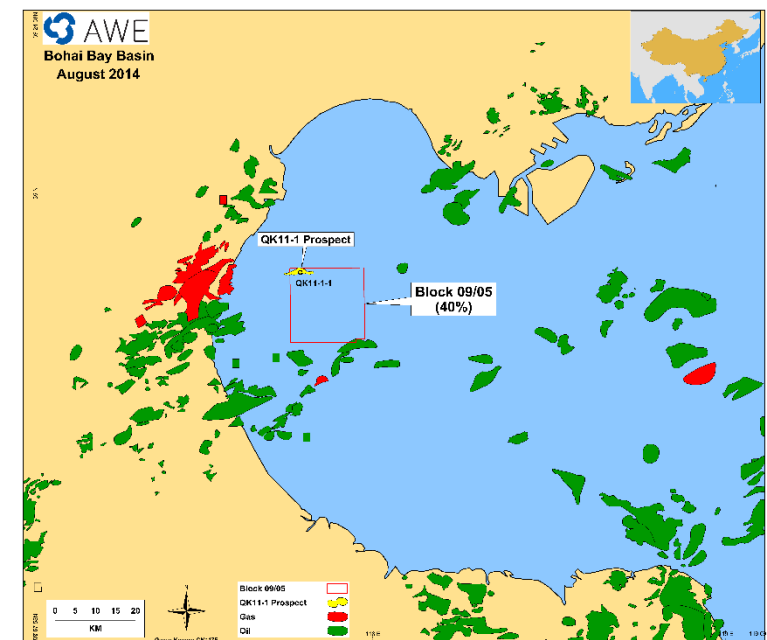 AWE
Bohai Bay Basin
August 2014
QK11-1 Prospect
QK11-1-1
Block 09/05
(40%)
N
0 5 10 15 20
KM
Block 09/05
QK11-1 Prospect
Gas
Oil